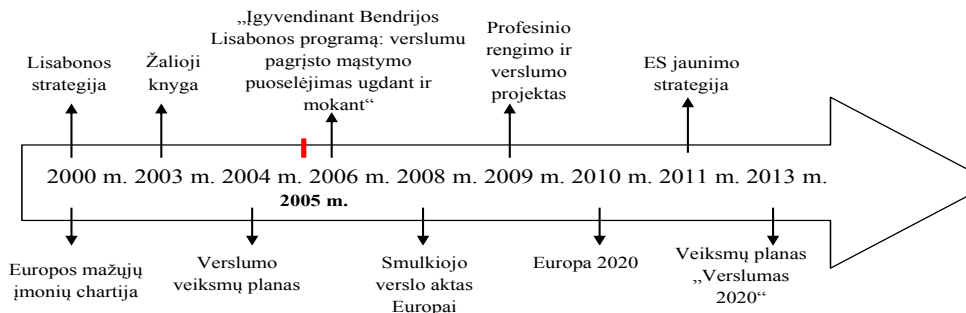 Lisabonos
strategija
Žalioji
knyga
„Įgyvendinant Bendrijos
Lisabonos programą: verslumu
pagrįsto mąstymo
puoselėjimas ugdant ir
mokant“
Profesinio
rengimo ir
verslumo
projektas
ES jaunimo
strategija
2000 m. 2003 m. 2004 m. 2006 m. 2008 m. 2009 m. 2010 m. 2011 m. 2013 m.
2005 m.
Europos mažųjų
įmonių chartija
Verslumo
veiksmų planas
Smulkiojo
verslo aktas
Europai
Europa 2020
Veiksmų planas
„Verslumas
2020“